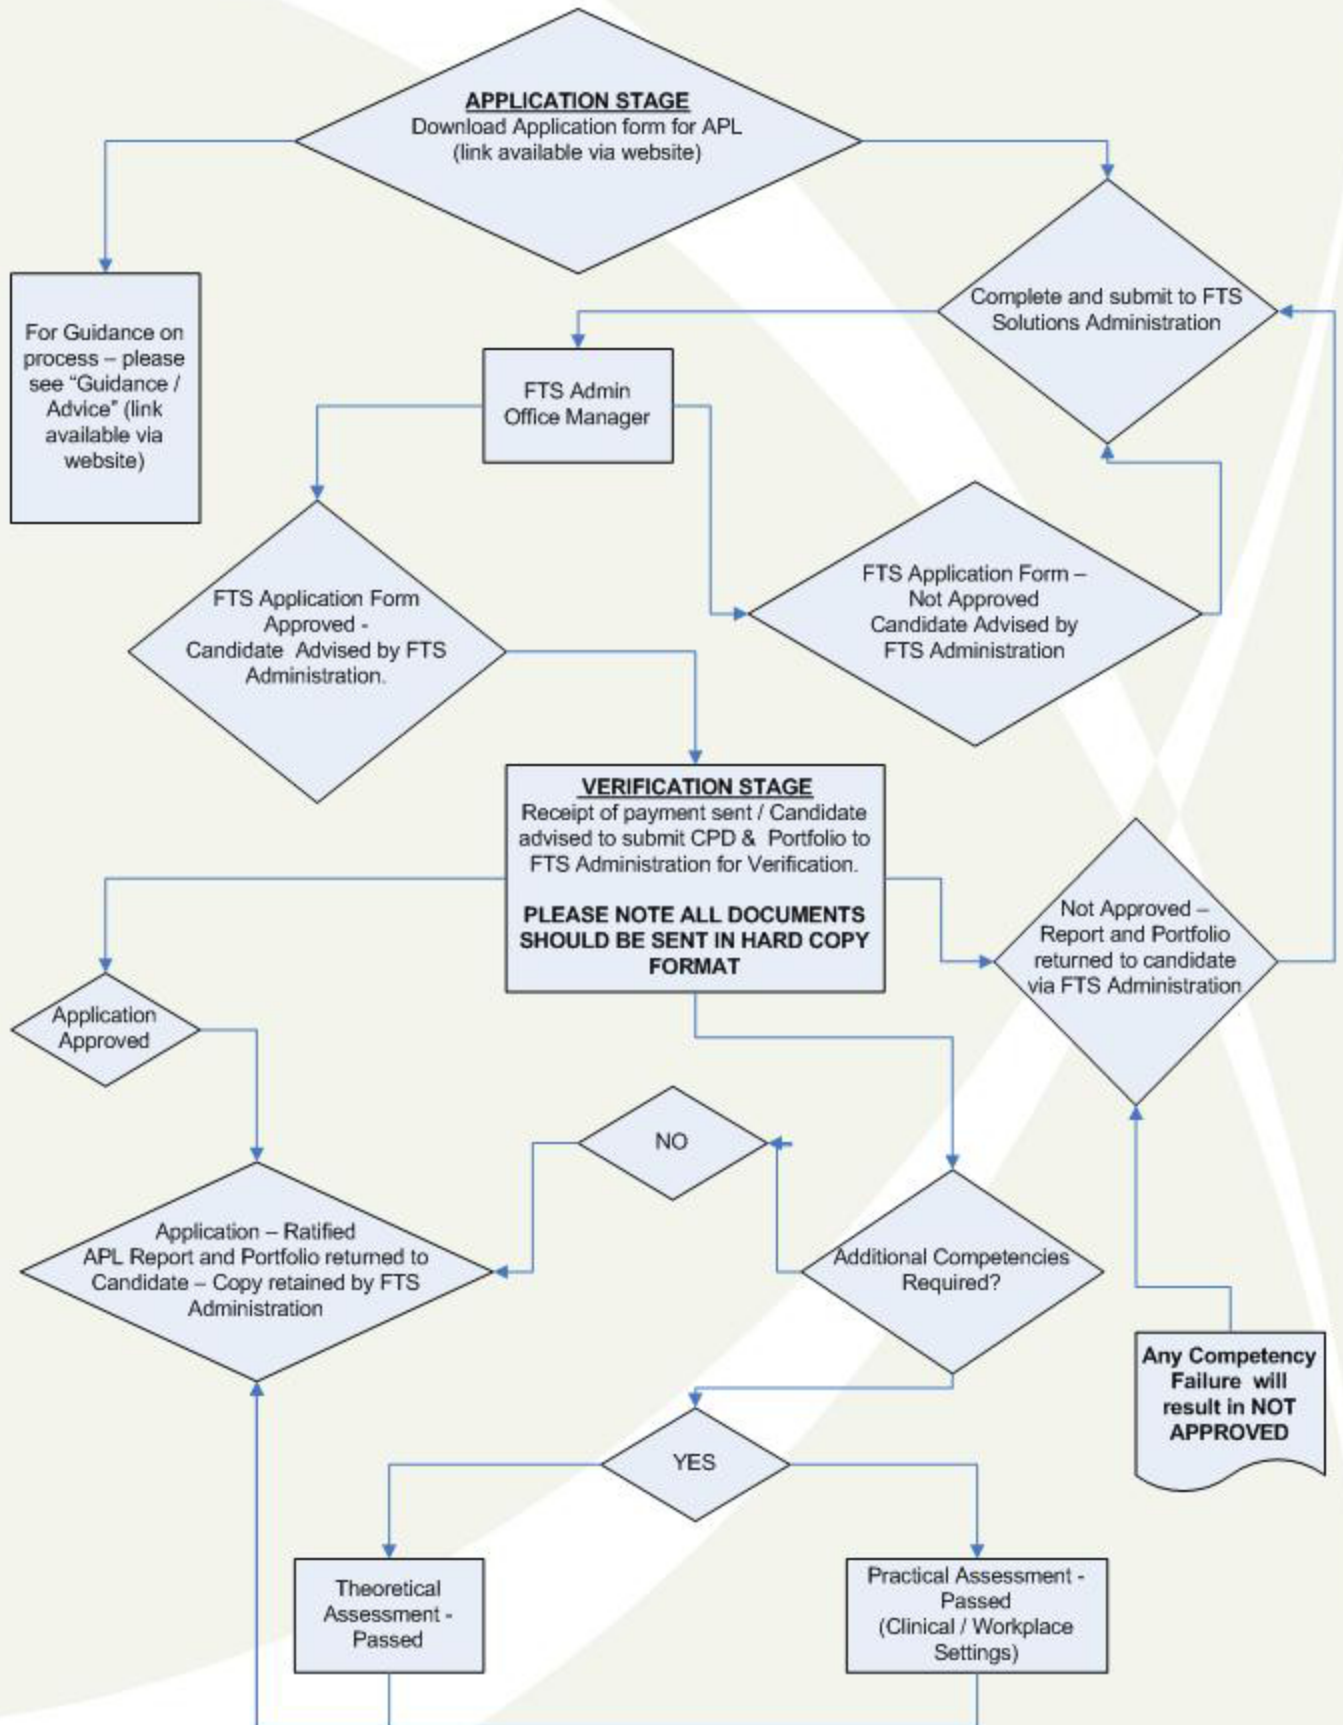 APPLICATION STAGE
Download Application form for APL
(link available via website)
For Guidance on
process – please
see “Guidance /
Advice” (link
available via
website)
Complete and submit to FTS
Solutions Administration
FTS Admin
Office Manager
FTS Application Form
Approved -
Candidate Advised by FTS
Administration.
FTS Application Form –
Not Approved
Candidate Advised by
FTS Administration
VERIFICATION STAGE
Receipt of payment sent / Candidate
advised to submit CPD & Portfolio to
FTS Administration for Verification.
PLEASE NOTE ALL DOCUMENTS
SHOULD BE SENT IN HARD COPY
FORMAT
Not Approved –
Report and Portfolio
returned to candidate
via FTS Administration
Application
Approved
NO
Application – Ratified
APL Report and Portfolio returned to
Candidate – Copy retained by FTS
Administration
Additional Competencies
Required?
Any Competency
Failure will
result in NOT
APPROVED
YES
Theoretical
Assessment -
Passed
Practical Assessment -
Passed
(Clinical / Workplace
Settings)